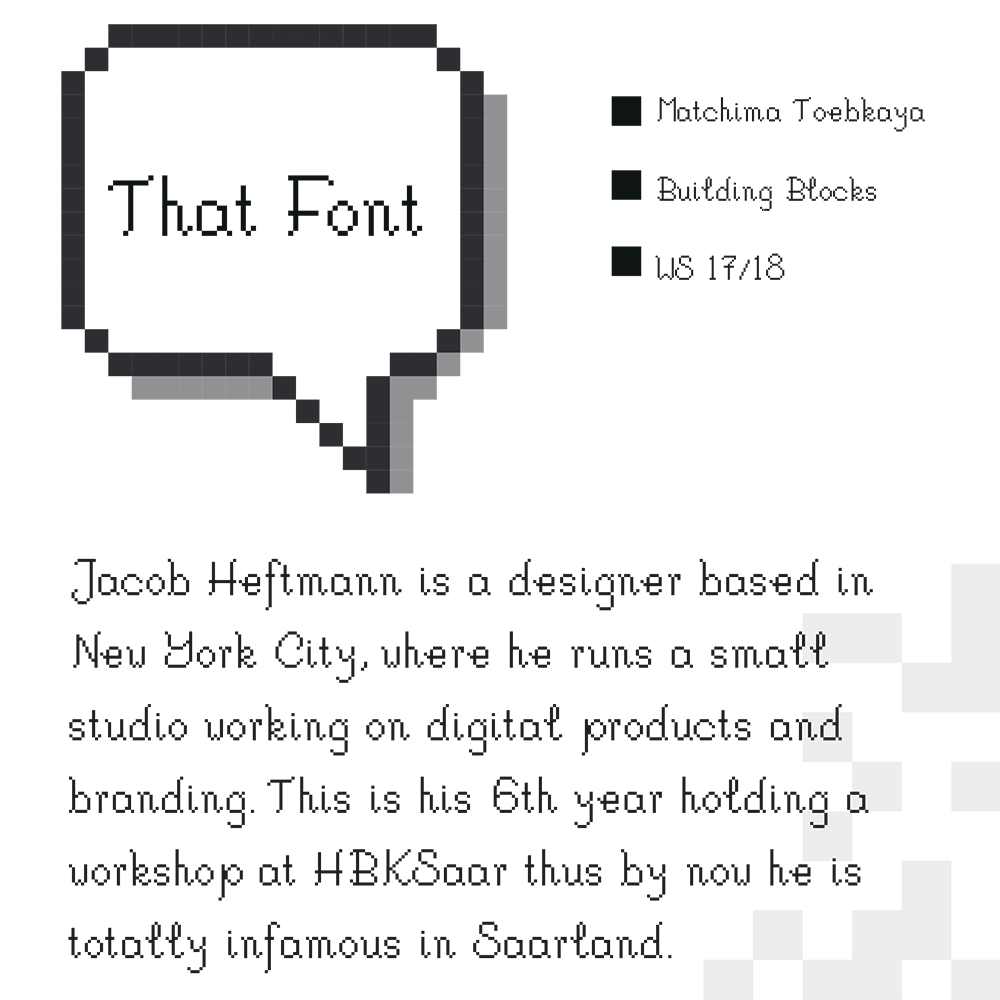 That Font
Matchima Toebkaya
Building Blocks
WS 17/18
Jacob Heftmann is a designer based in
New York City, where he runs a small
studio working on digital products and
branding. This is his 6th year holding a
workshop at HBKSaar thus by now he is
totally infamous in Saarland.